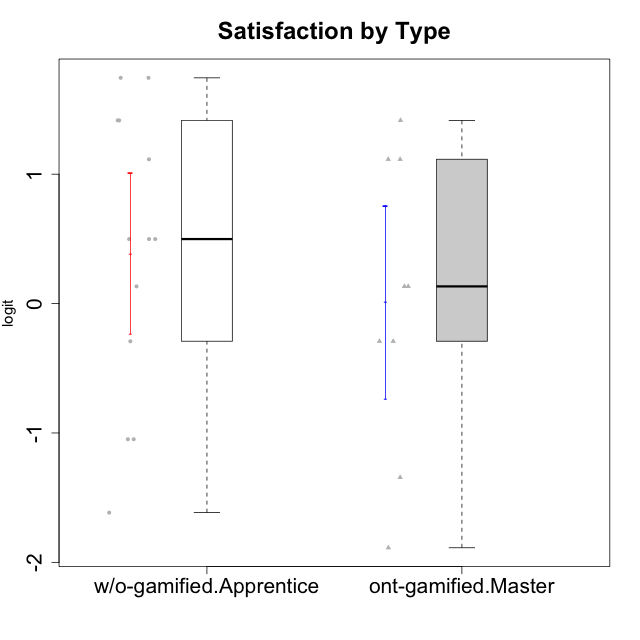 Satisfaction by Type
logit
1
0
-1
-2
w/o-gamified.Apprentice
ont-gamified.Master